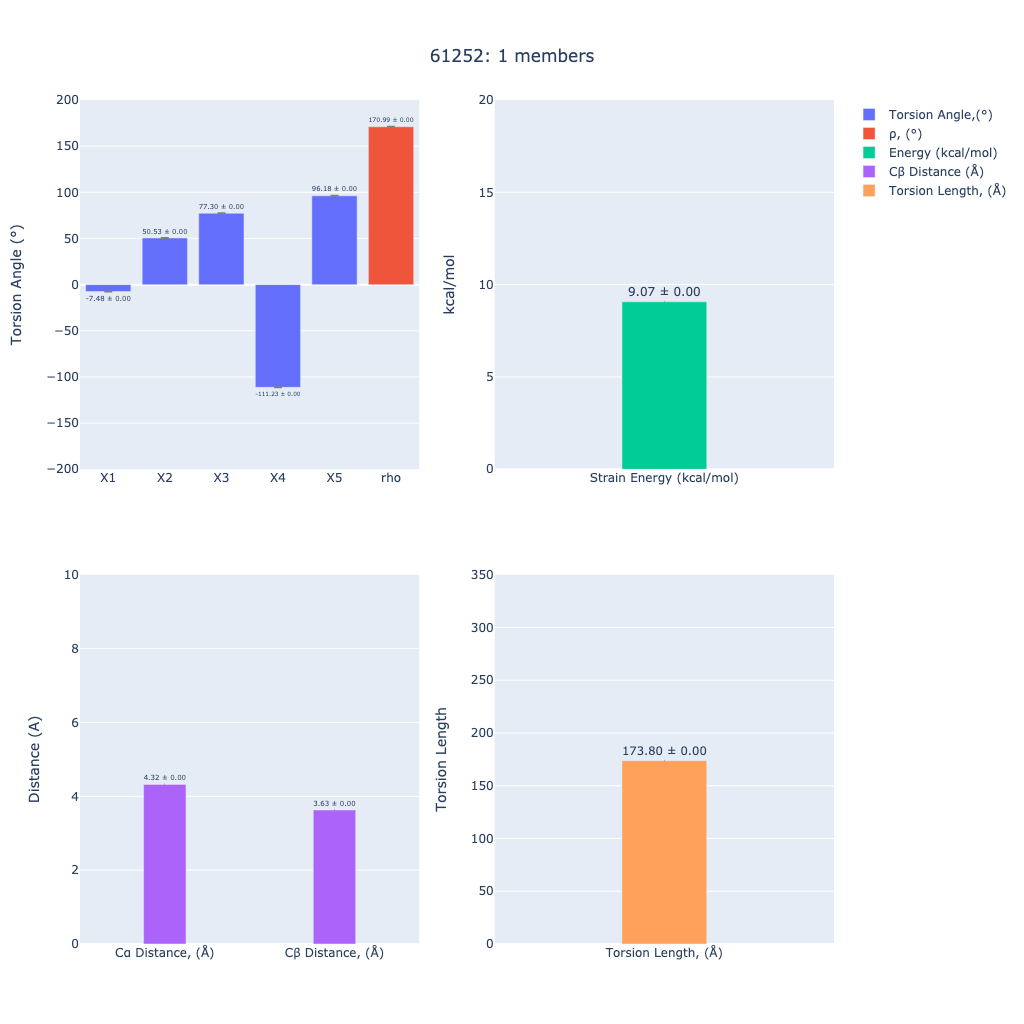 61252: 1 members
Torsion Angle (°)
200
150
100
50
0
−50
−100
−150
−200
-7.48 ± 0.00
50.53 ± 0.00
77.30 ± 0.00
-111.23 ± 0.00
96.18 ± 0.00
170.99 ± 0.00
X1 X2 X3 X4 X5 rho
kcal/mol
20
15
10
5
0
9.07 ± 0.00
Strain Energy (kcal/mol)
Torsion Angle,(°)
ρ, (°)
Energy (kcal/mol)
Cβ Distance (Å)
Torsion Length, (Å)
Distance (A)
10
8
6
4
2
0
4.32 ± 0.00
3.63 ± 0.00
Cα Distance, (Å) Cβ Distance, (Å)
Torsion Length
350
300
250
200
150
100
50
0
173.80 ± 0.00
Torsion Length, (Å)